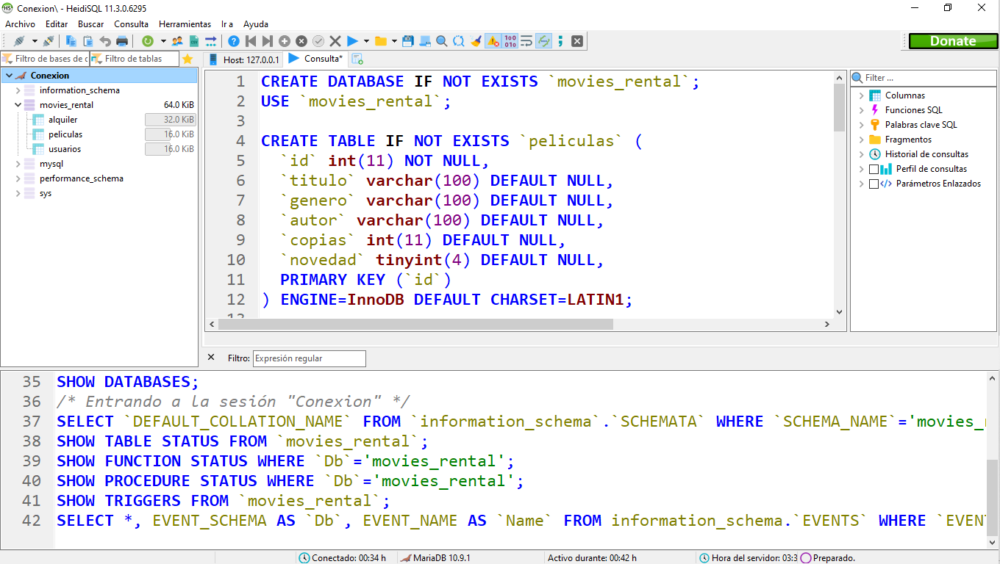 HS Conexion\ - HeidiSQL 11.3.0.6295
Archivo Editar Buscar Consulta Herramientas Ir a Ayuda
Donate
Filtro de bases de d Filtro de tablas Host: 127.0.0.1 Consulta*
Conexion
information_schema
movies_rental 64.0 KiB
alquiler 32.0 KiB
peliculas 16.0 KiB
usuarios 16.0 KiB
mysql
performance_schema
sys
1 CREATE DATABASE IF NOT EXISTS `movies_rental`;
2 USE `movies_rental`;
3
4 CREATE TABLE IF NOT EXISTS `peliculas` (
5 `id` int(11) NOT NULL,
6 `titulo` varchar(100) DEFAULT NULL,
7 `genero` varchar(100) DEFAULT NULL,
8 `autor` varchar(100) DEFAULT NULL,
9 `copias` int(11) DEFAULT NULL,
10 `novedad` tinyint(4) DEFAULT NULL,
11 PRIMARY KEY (`id`)
12 ) ENGINE=InnoDB DEFAULT CHARSET=LATIN1;
Filter ...
Columnas
Funciones SQL
Palabras clave SQL
Fragmentos
Historial de consultas
Perfil de consultas
Parámetros Enlazados
Filtro: Expresión regular
35 SHOW DATABASES;
36 /* Entrando a la sesión "Conexion" */
37 SELECT `DEFAULT_COLLATION_NAME` FROM `information_schema`.`SCHEMATA` WHERE `SCHEMA_NAME`='movies_
38 SHOW TABLE STATUS FROM `movies_rental`;
39 SHOW FUNCTION STATUS WHERE `Db`='movies_rental';
40 SHOW PROCEDURE STATUS WHERE `Db`='movies_rental';
41 SHOW TRIGGERS FROM `movies_rental`;
42 SELECT *, EVENT_SCHEMA AS `Db`, EVENT_NAME AS `Name` FROM information_schema.`EVENTS` WHERE `EVEN
Conectado: 00:34 h MariaDB 10.9.1 Activo durante: 00:42 h Hora del servidor: 03:3 Preparado.